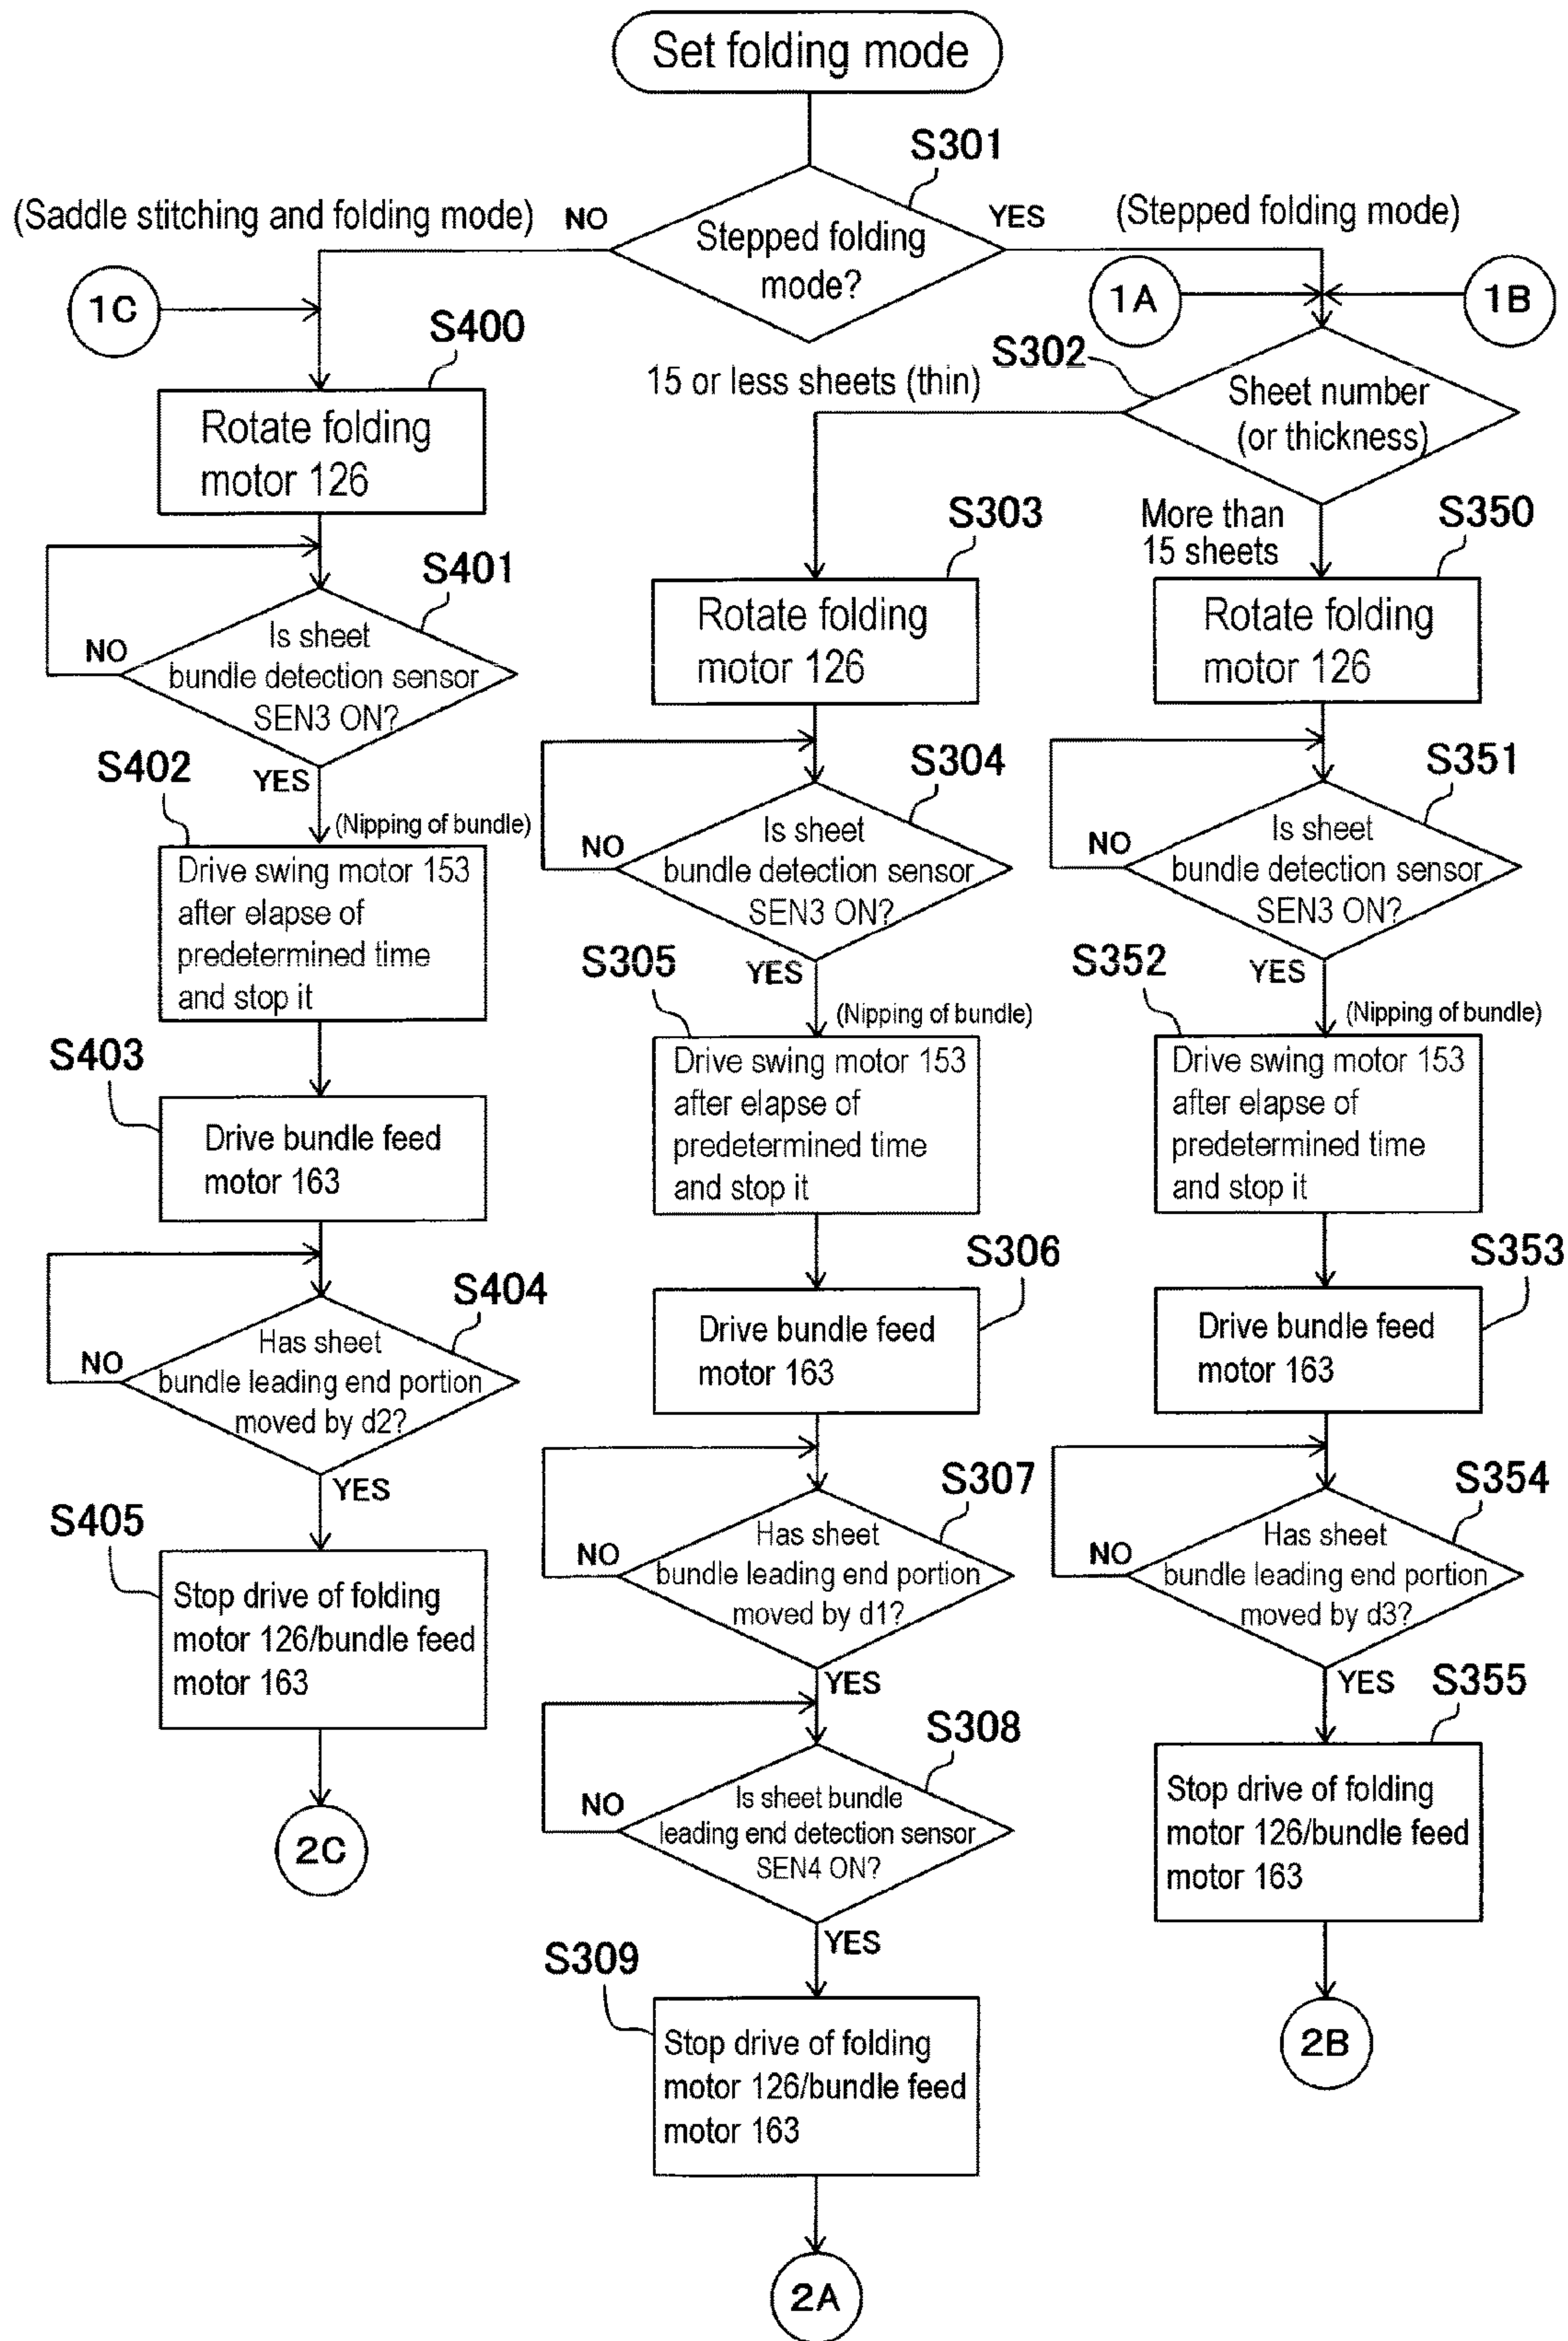 Set folding mode
S301
(Saddle stitching and folding mode)
NO
Stepped folding
mode?
YES
(Stepped folding mode)
1C
1A
1B
S400
Rotate folding
motor 126
15 or less sheets (thin)
S302
Sheet number
(or thickness)
S401
Is sheet
bundle detection sensor
SEN3 ON?
NO
YES
S303
Rotate folding
motor 126
More than
15 sheets
S350
Rotate folding
motor 126
S402
(Nipping of bundle)
Drive swing motor 153
after elapse of
predetermined time
and stop it
S304
Is sheet
bundle detection sensor
SEN3 ON?
NO
YES
S351
Is sheet
bundle detection sensor
SEN3 ON?
NO
YES
S403
Drive bundle feed
motor 163
S305
(Nipping of bundle)
Drive swing motor 153
after elapse of
predetermined time
and stop it
S352
(Nipping of bundle)
Drive swing motor 153
after elapse of
predetermined time
and stop it
S404
Has sheet
bundle leading end portion
moved by d2?
NO
YES
S306
Drive bundle feed
motor 163
S353
Drive bundle feed
motor 163
S405
Stop drive of folding
motor 126/bundle feed
motor 163
2C
S307
Has sheet
bundle leading end portion
moved by d1?
NO
YES
S354
Has sheet
bundle leading end portion
moved by d3?
NO
YES
S308
Is sheet bundle
leading end detection sensor
SEN4 ON?
NO
YES
S355
Stop drive of folding
motor 126/bundle feed
motor 163
2B
S309
Stop drive of folding
motor 126/bundle feed
motor 163
2A